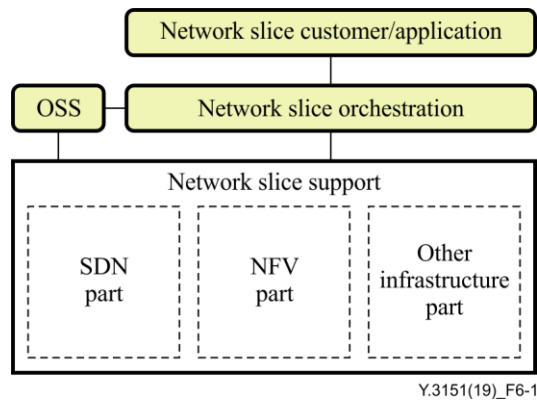 Network slice customer/application
OSS
Network slice orchestration
Network slice support
SDN
part
NFV
part
Other
infrastructure
part
Y.3151(19)_F6-1